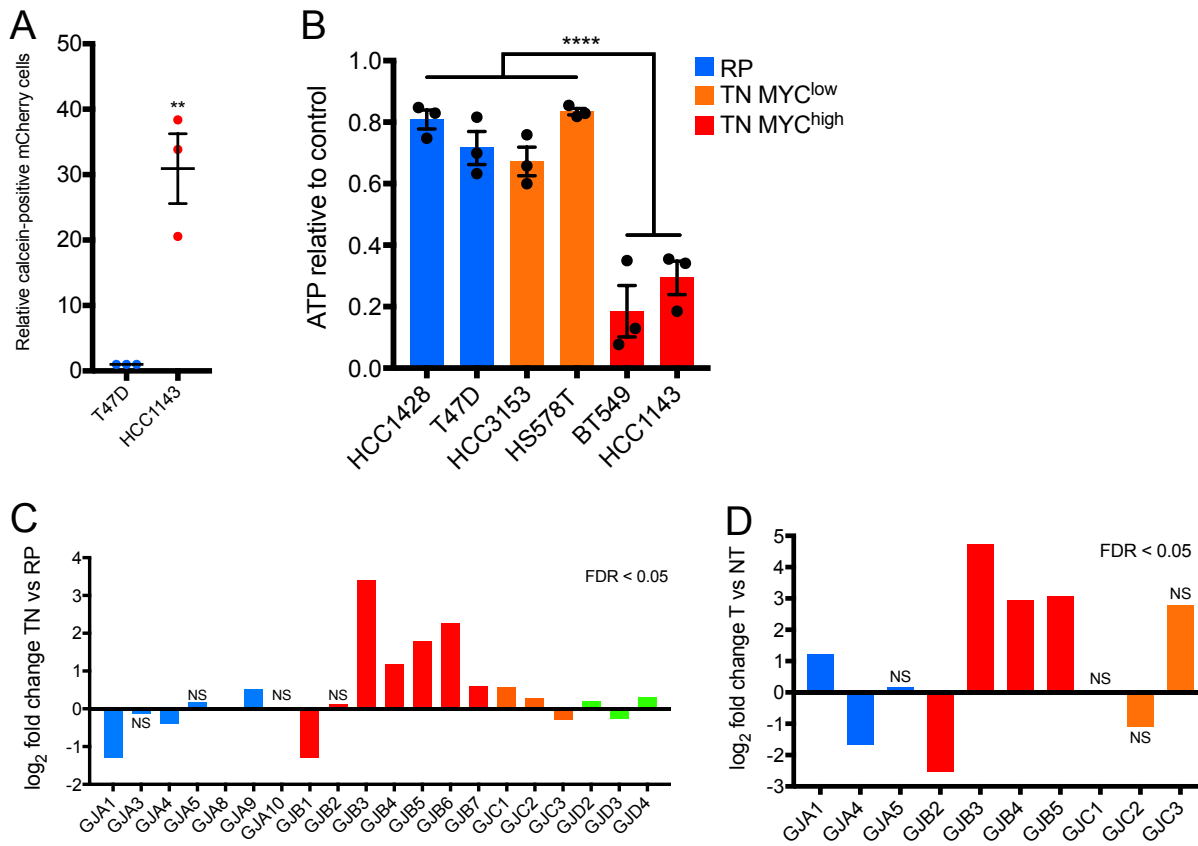 A
Relative calcein-positive mCherry cells
50
40
30
20
10
0
**
T47D
HCC1143
B
ATP relative to control
1.0
0.8
0.6
0.4
0.2
0.0
****
HCC1428
T47D
HCC3153
HS578T
BT549
HCC1143
RP
TN MYClow
TN MYChigh
C
log2 fold change TN vs RP
4
3
2
1
0
-1
-2
FDR < 0.05
NS
NS
NS
NS
GJA1
GJA3
GJA4
GJA5
GJA8
GJA9
GJA10
GJB1
GJB2
GJB3
GJB4
GJB5
GJB6
GJB7
GJC1
GJC2
GJC3
GJD2
GJD3
GJD4
D
log2 fold change T vs NT
5
4
3
2
1
0
-1
-2
-3
FDR < 0.05
NS
NS
NS
NS
GJA1
GJA4
GJA5
GJB2
GJB3
GJB4
GJB5
GJC1
GJC2
GJC3